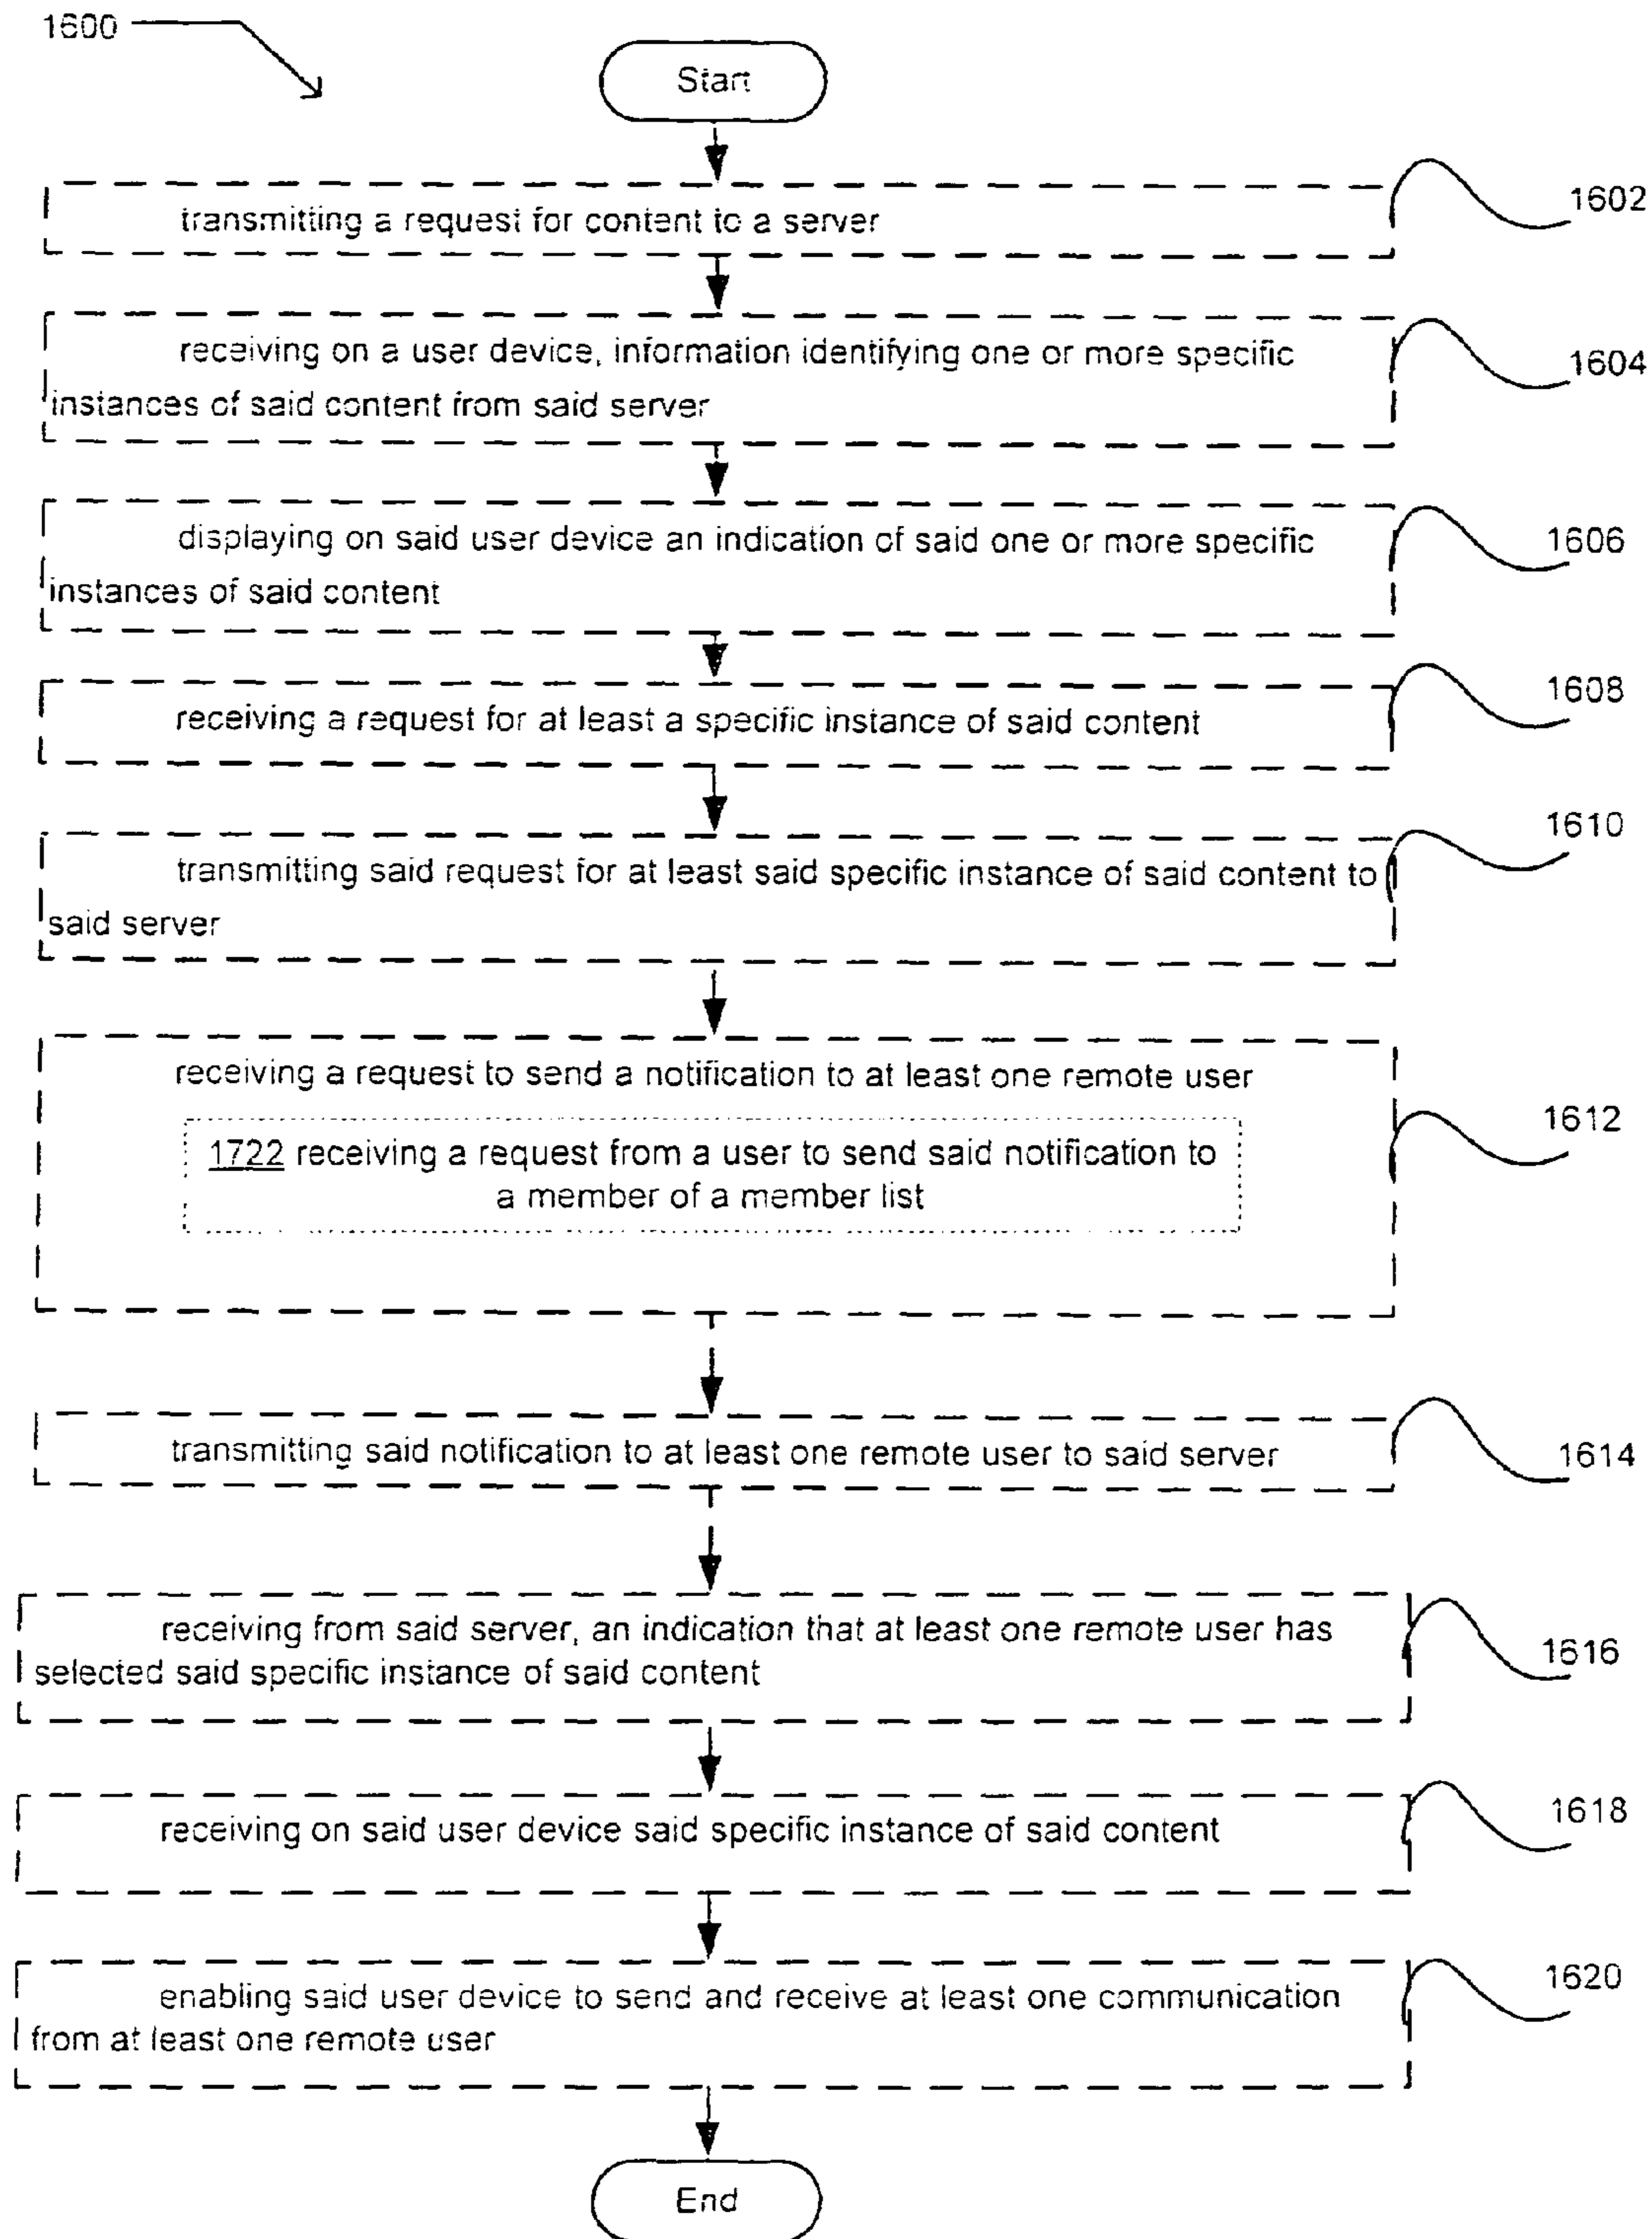 1600
Start
transmitting a request for content to a server
1602
receiving on a user device, information identifying one or more specific
instances of said content from said server
1604
displaying on said user device an indication of said one or more specific
instances of said content
1606
receiving a request for at least a specific instance of said content
1608
transmitting said request for at least said specific instance of said content to
said server
1610
receiving a request to send a notification to at least one remote user
1722 receiving a request from a user to send said notification to
a member of a member list
1612
transmitting said notification to at least one remote user to said server
1614
receiving from said server, an indication that at least one remote user has
selected said specific instance of said content
1616
receiving on said user device said specific instance of said content
1618
enabling said user device to send and receive at least one communication
from at least one remote user
1620
End